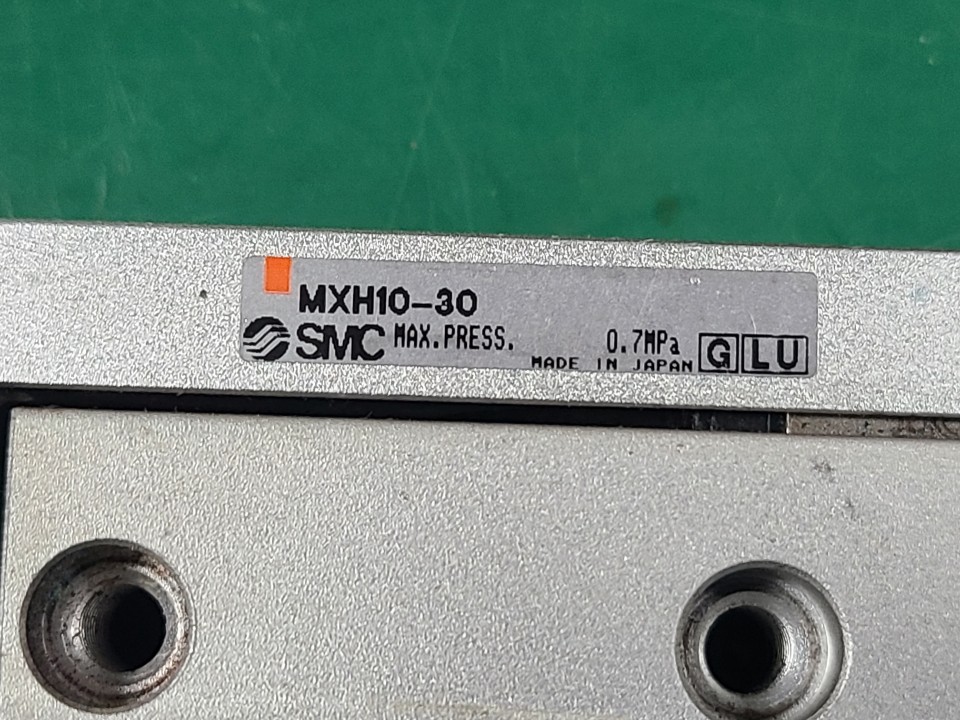 MXH10-30
SMC MAX.PRESS. 0.7MPa
MADE IN JAPAN G LU